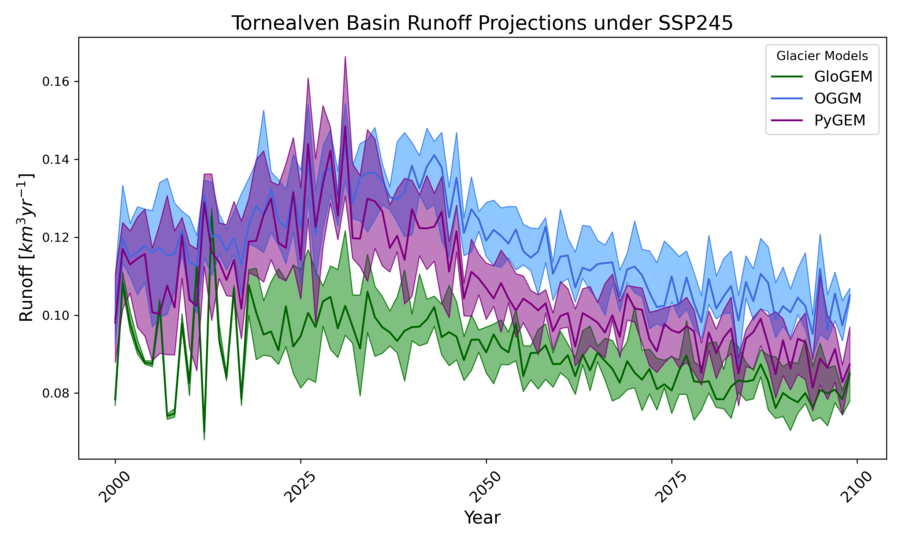 Tornealven Basin Runoff Projections under SSP245
Glacier Models
GloGEM
OGGM
PyGEM
Runoff [km³yr⁻¹]
0.16
0.14
0.12
0.10
0.08
2000
2025
2050
2075
2100
Year